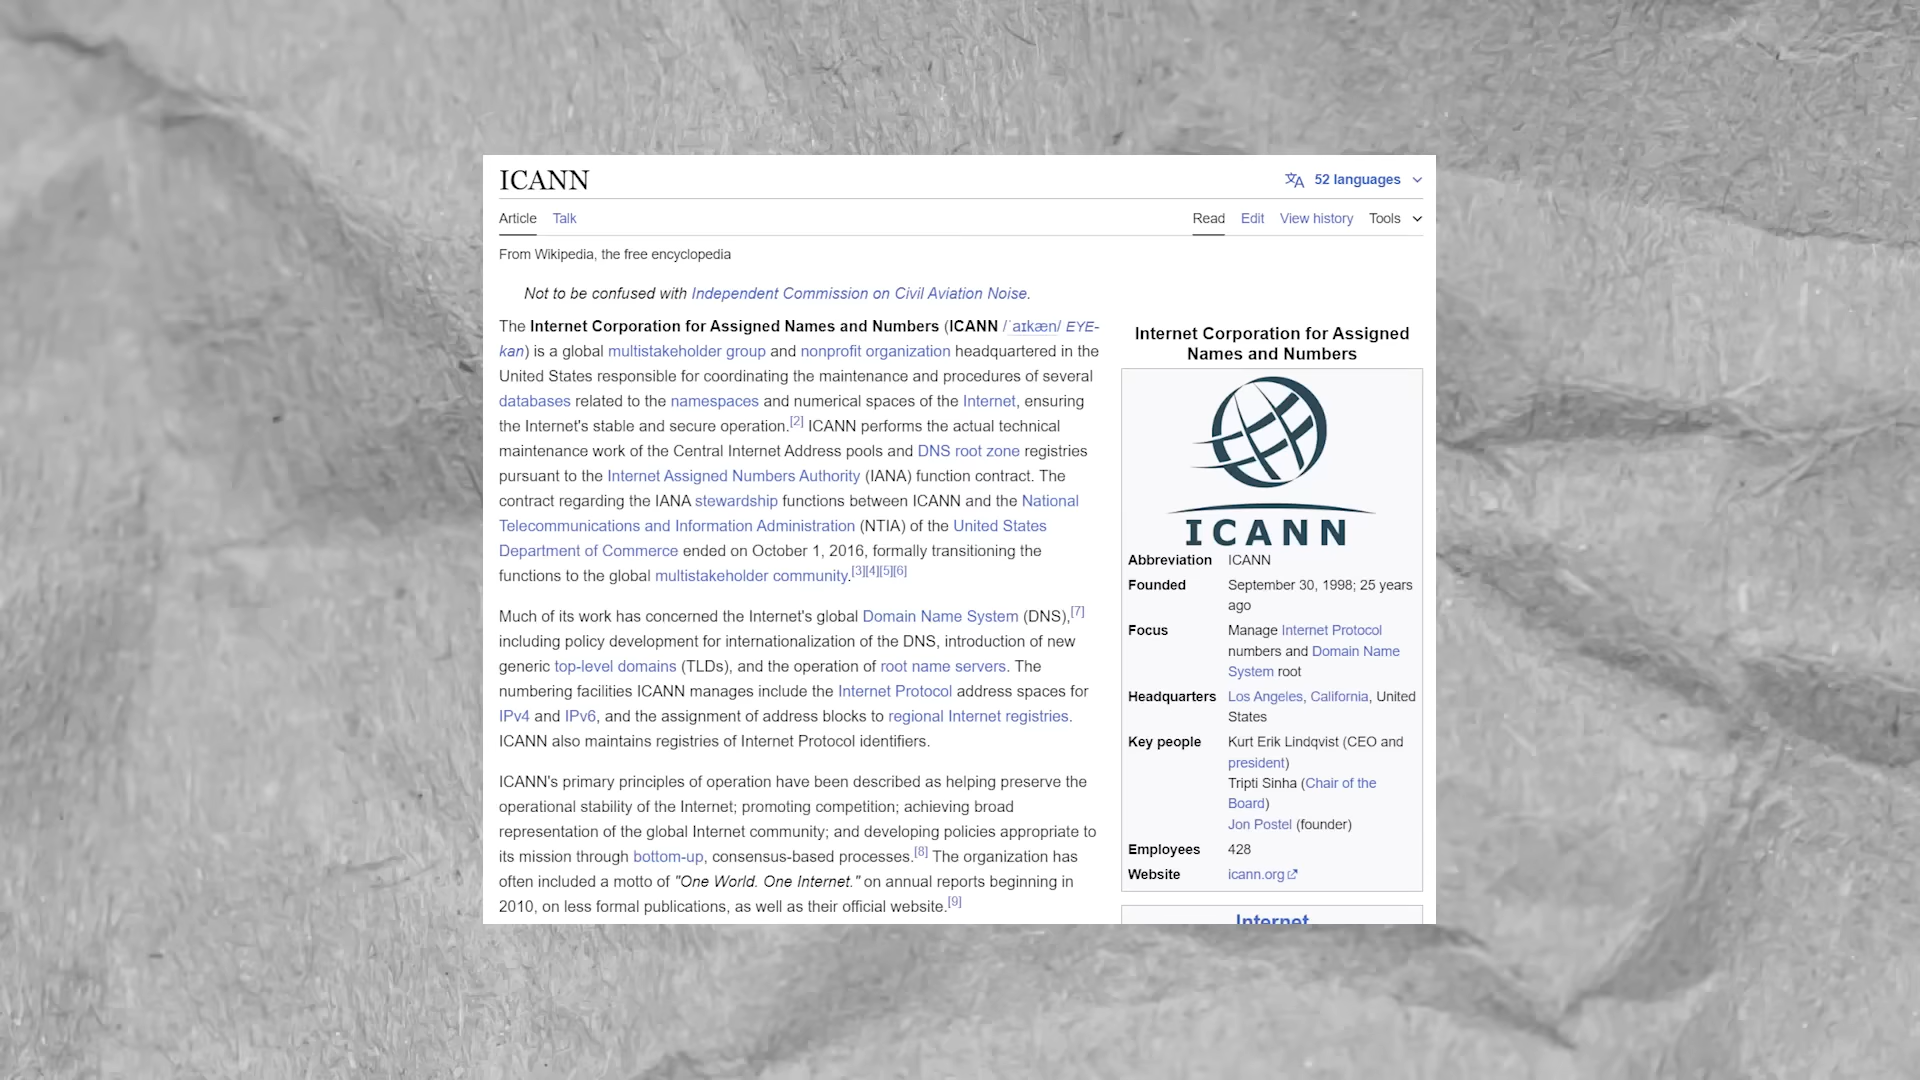 ICANN
52 languages
Article Talk
Read Edit View history Tools
From Wikipedia, the free encyclopedia
Not to be confused with Independent Commission on Civil Aviation Noise.
The Internet Corporation for Assigned Names and Numbers (ICANN /ˈaɪkæn/ EYE-
kan) is a global multistakeholder group and nonprofit organization headquartered in the
United States responsible for coordinating the maintenance and procedures of several
databases related to the namespaces and numerical spaces of the Internet, ensuring
the Internet's stable and secure operation.[2] ICANN performs the actual technical
maintenance work of the Central Internet Address pools and DNS root zone registries
pursuant to the Internet Assigned Numbers Authority (IANA) function contract. The
contract regarding the IANA stewardship functions between ICANN and the National
Telecommunications and Information Administration (NTIA) of the United States
Department of Commerce ended on October 1, 2016, formally transitioning the
functions to the global multistakeholder community.[3][4][5][6]
Much of its work has concerned the Internet's global Domain Name System (DNS),[7]
including policy development for internationalization of the DNS, introduction of new
generic top-level domains (TLDs), and the operation of root name servers. The
numbering facilities ICANN manages include the Internet Protocol address spaces for
IPv4 and IPv6, and the assignment of address blocks to regional Internet registries.
ICANN also maintains registries of Internet Protocol identifiers.
ICANN's primary principles of operation have been described as helping preserve the
operational stability of the Internet; promoting competition; achieving broad
representation of the global Internet community; and developing policies appropriate to
its mission through bottom-up, consensus-based processes.[8] The organization has
often included a motto of "One World. One Internet." on annual reports beginning in
2010, on less formal publications, as well as their official website.[9]
Internet Corporation for Assigned
Names and Numbers
ICANN
Abbreviation ICANN
Founded September 30, 1998; 25 years
ago
Focus Manage Internet Protocol
numbers and Domain Name
System root
Headquarters Los Angeles, California, United
States
Key people Kurt Erik Lindqvist (CEO and
president)
Tripti Sinha (Chair of the
Board)
Jon Postel (founder)
Employees 428
Website icann.org
Internet